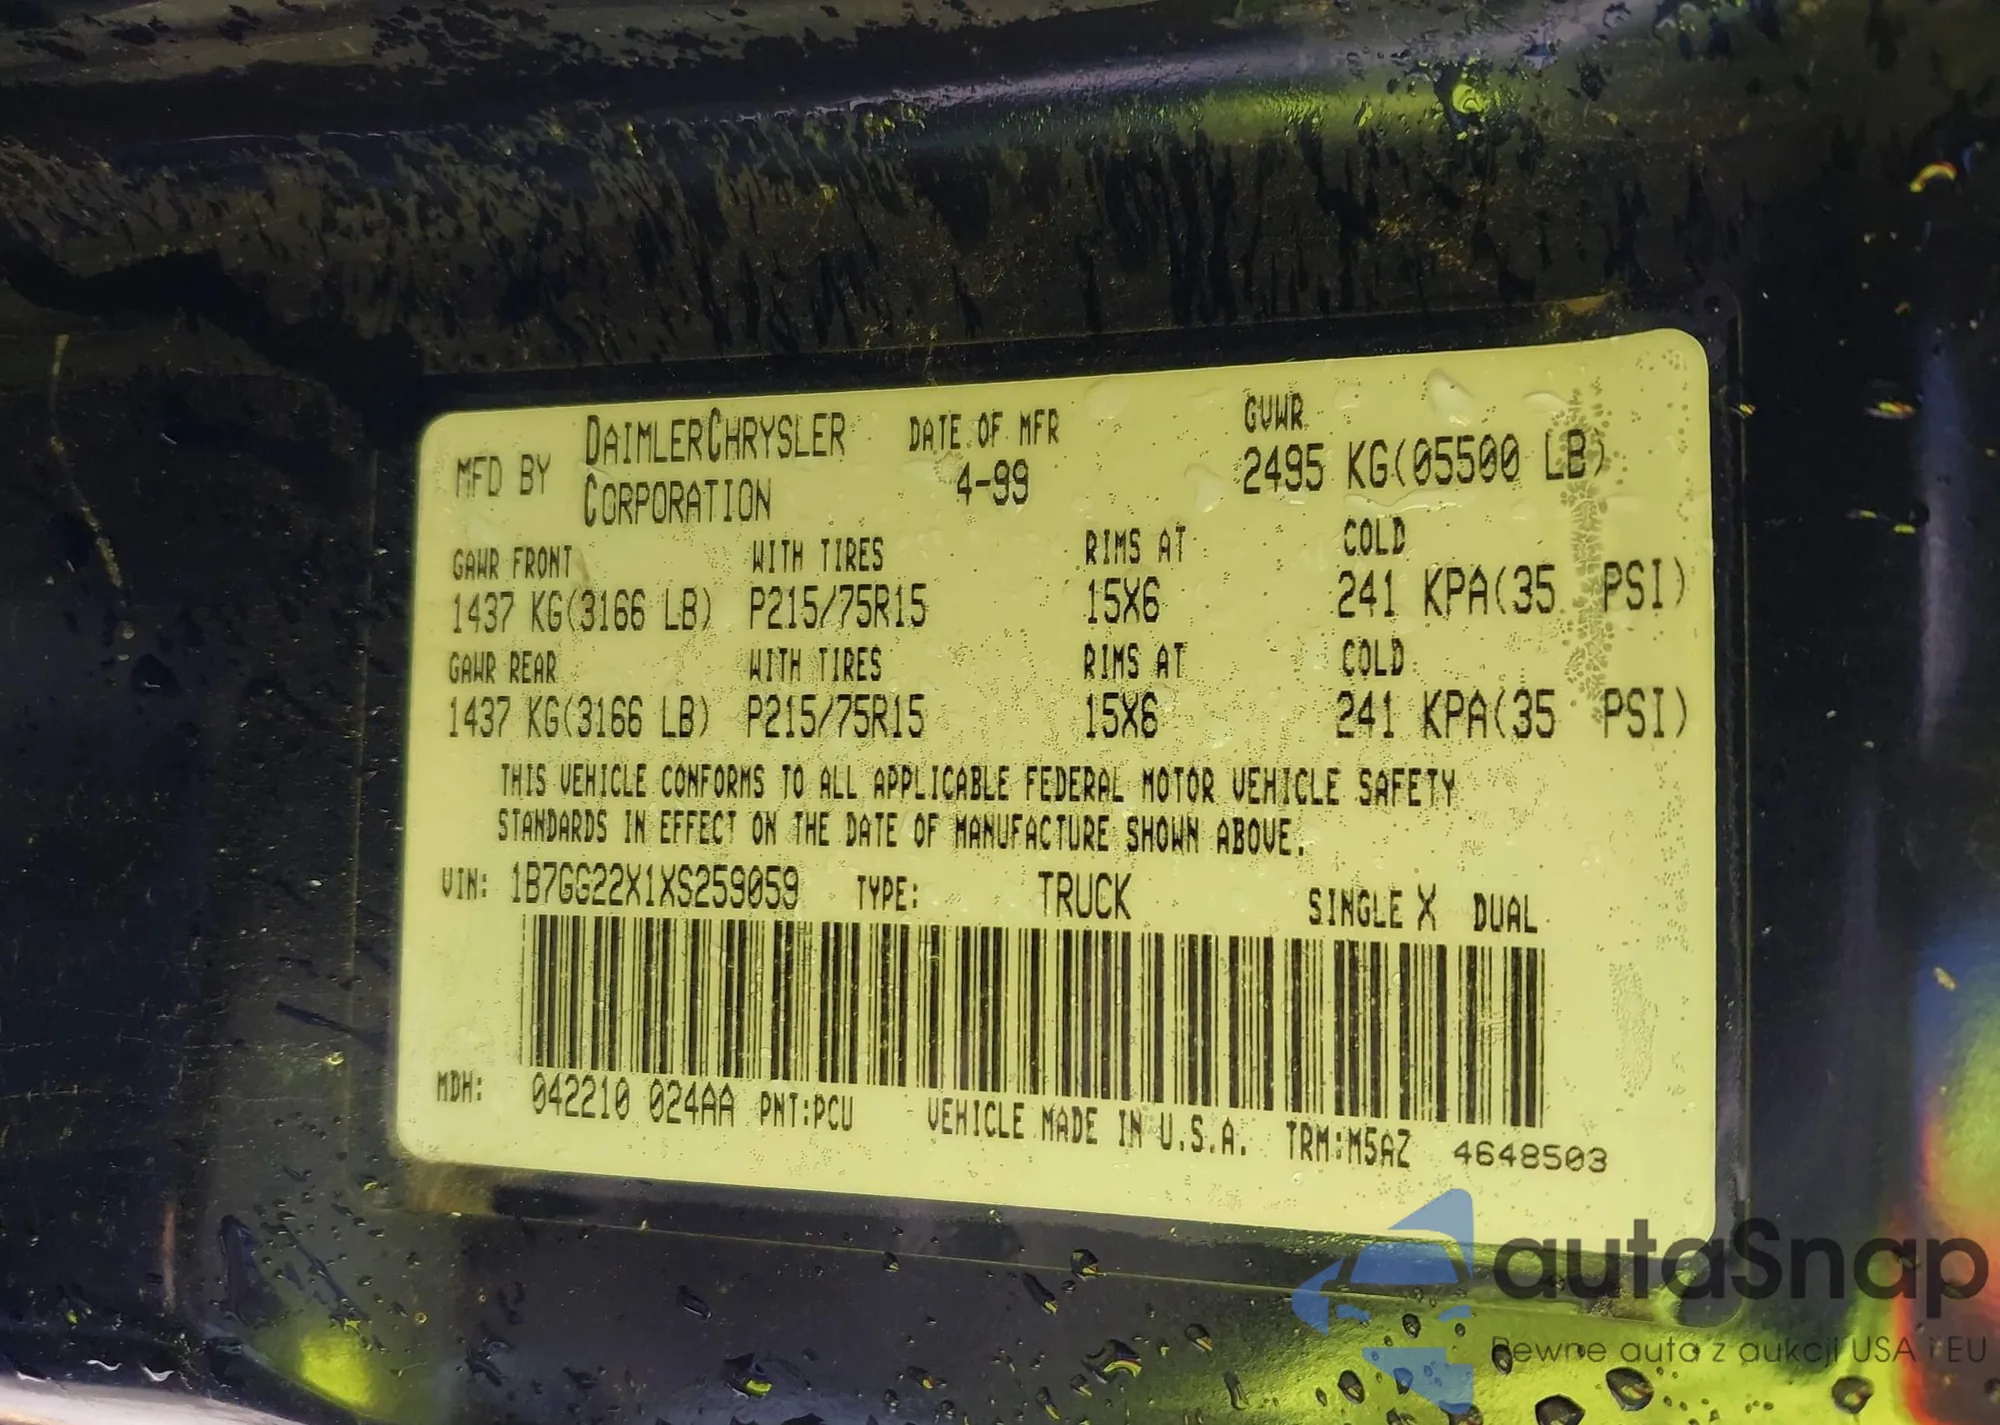 MFD BY DAIMLERCHRYSLER CORPORATION DATE OF MFR 4-99 GVWR 2495 KG(05500 LB)
GAWR FRONT WITH TIRES RIMS AT COLD
1437 KG(3166 LB) P215/75R15 15X6 241 KPA(35 PSI)
GAWR REAR WITH TIRES RIMS AT COLD
1437 KG(3166 LB) P215/75R15 15X6 241 KPA(35 PSI)
THIS VEHICLE CONFORMS TO ALL APPLICABLE FEDERAL MOTOR VEHICLE SAFETY
STANDARDS IN EFFECT ON THE DATE OF MANUFACTURE SHOWN ABOVE.
VIN: 1B7GG22X1XS259059 TYPE: TRUCK SINGLE X DUAL
MDH: 042210 024AA PNT:PCV VEHICLE MADE IN U.S.A. TRM:M5AZ 4648503
autaSnap
Pewne auta z aukcji USA i EU